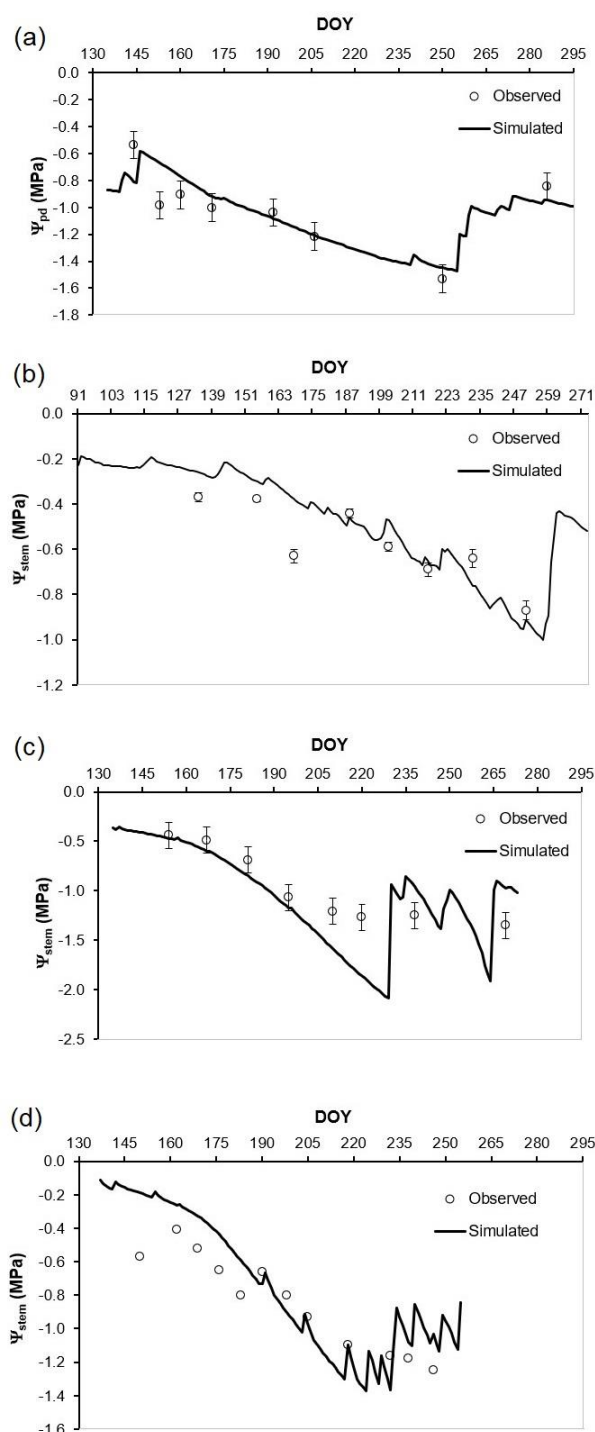 (a)
DOY
130 145 160 175 190 205 220 235 250 265 280 295
0.0
-0.2
-0.4
-0.6
-0.8
-1.0
-1.2
-1.4
-1.6
-1.8
Ψpd (MPa)
Observed
Simulated
(b)
DOY
91 103 115 127 139 151 163 175 187 199 211 223 235 247 259 271
0.0
-0.2
-0.4
-0.6
-0.8
-1.0
-1.2
Ψstem (MPa)
Observed
Simulated
(c)
DOY
130 145 160 175 190 205 220 235 250 265 280 295
0.0
-0.5
-1.0
-1.5
-2.0
-2.5
Ψstem (MPa)
Observed
Simulated
(d)
DOY
130 145 160 175 190 205 220 235 250 265 280 295
0.0
-0.2
-0.4
-0.6
-0.8
-1.0
-1.2
-1.4
-1.6
Ψstem (MPa)
Observed
Simulated